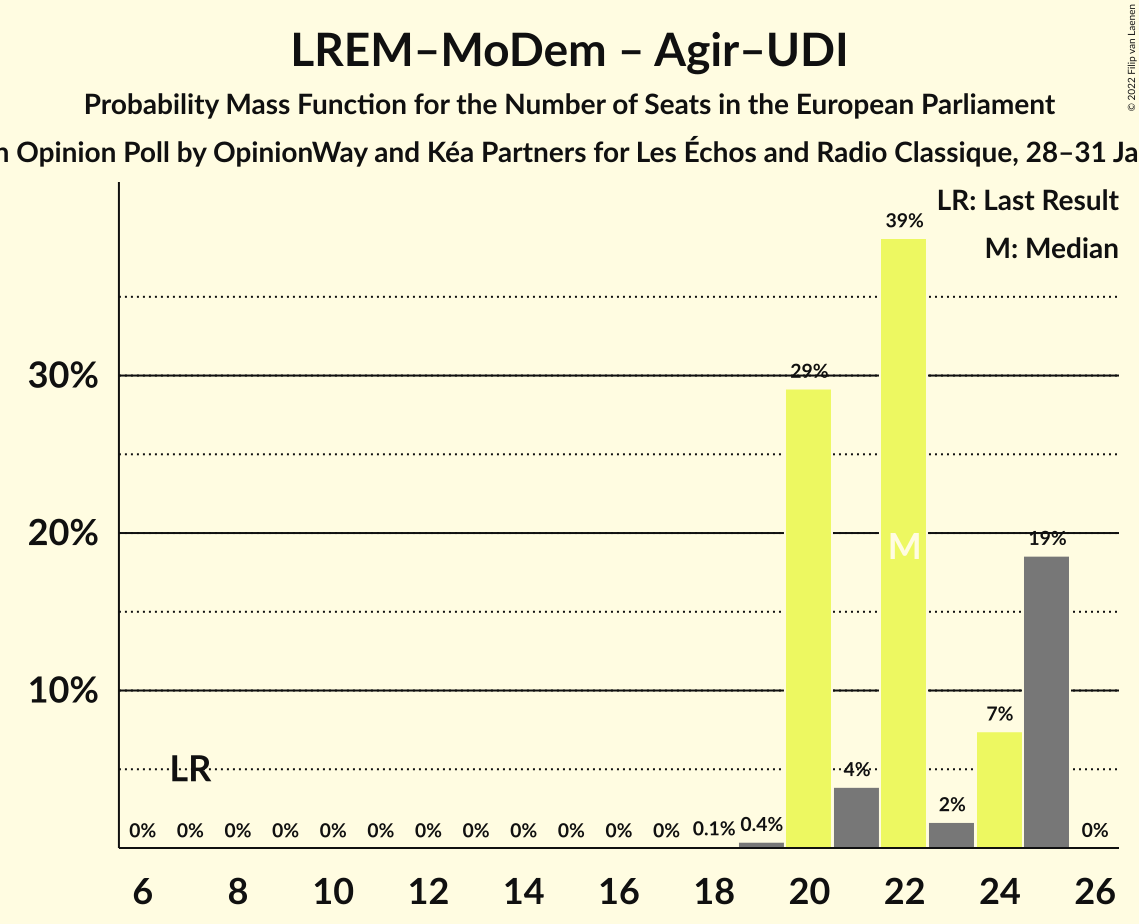 LREM–MoDem – Agir–UDI
Probability Mass Function for the Number of Seats in the European Parliament
n Opinion Poll by OpinionWay and Kéa Partners for Les Échos and Radio Classique, 28–31 Ja
© 2022 Filip van Laenen
LR: Last Result
M: Median
39%
30%
29%
20%
19%
M
10%
7%
LR
4%
2%
0% 0% 0% 0% 0% 0% 0% 0% 0% 0% 0% 0% 0.1% 0.4% 0%
6 8 10 12 14 16 18 20 22 24 26